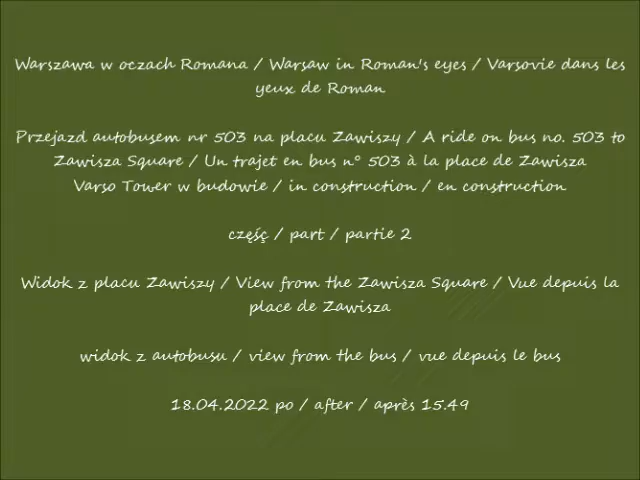 Warszawa w oczach Romana / Warsaw in Roman's eyes / Varsovie dans les
yeux de Roman
Przejazd autobusem nr 503 na placu Zawiszy / A ride on bus no. 503 to
Zawisza Square / Un trajet en bus n° 503 à la place de Zawisza
Varso Tower w budowie / in construction / en construction
częśç / part / partie 2
Widok z placu Zawiszy / View from the Zawisza Square / Vue depuis la
place de Zawisza
widok z autobusu / view from the bus / vue depuis le bus
18.04.2022 po / after / après 15.49